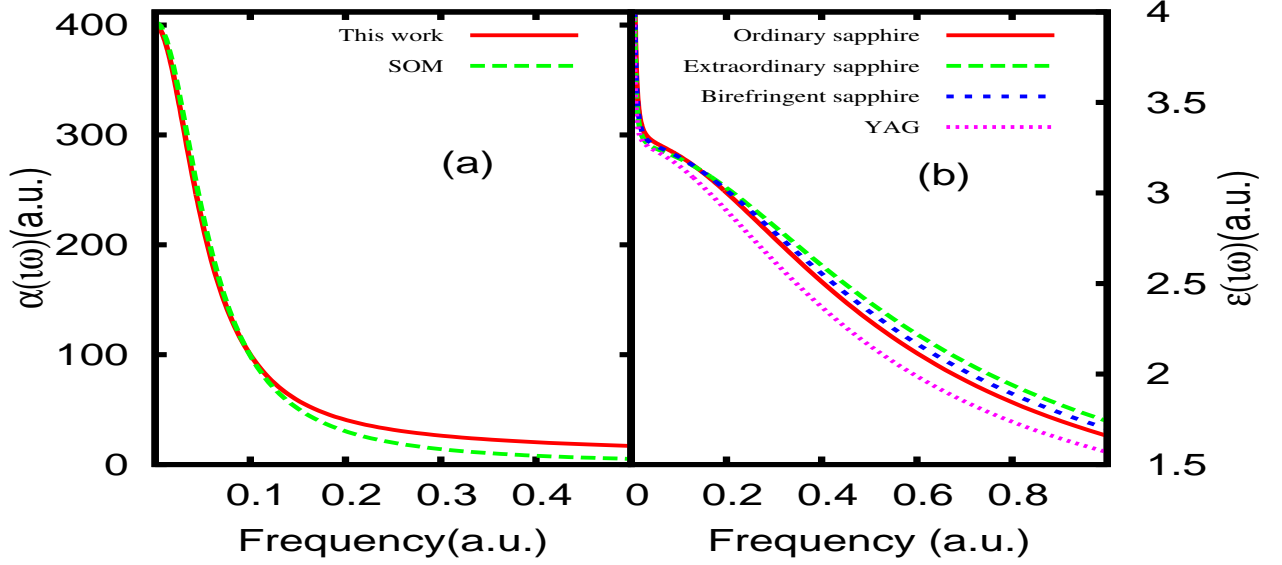 This work
SOM
(a)
α(ιω)(a.u.)
400
300
200
100
0
0.1
0.2
0.3
0.4
Frequency(a.u.)
Ordinary sapphire
Extraordinary sapphire
Birefringent sapphire
YAG
(b)
ε(ιω)(a.u.)
4
3.5
3
2.5
2
1.5
0
0.2
0.4
0.6
0.8
Frequency (a.u.)